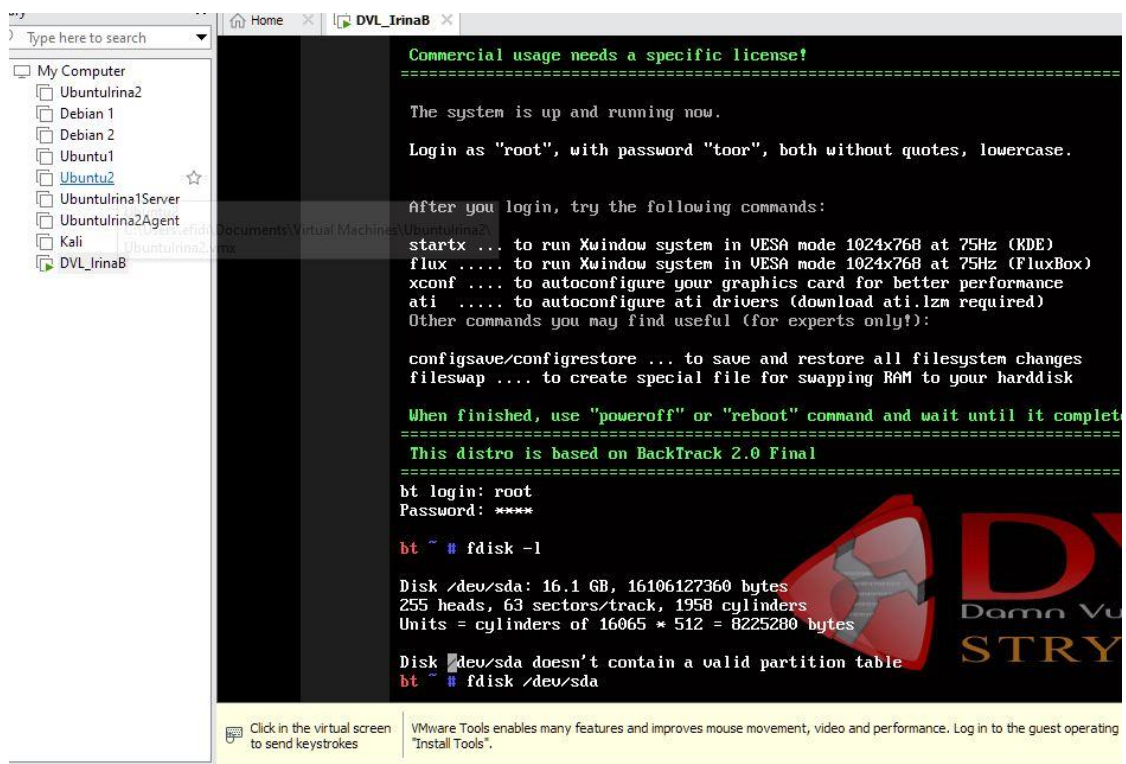 Home
DVL_IrinaB
Type here to search
My Computer
UbuntuIrina2
Debian 1
Debian 2
Ubuntu1
Ubuntu2
UbuntuIrina1Server
UbuntuIrina2Agent
Kali
DVL_IrinaB
Documents\Virtual Machines\UbuntuIrina2\
UbuntuIrina2.vmx
Commercial usage needs a specific license!
The system is up and running now.
Login as "root", with password "toor", both without quotes, lowercase.
After you login, try the following commands:
startx ... to run Xwindow system in VESA mode 1024x768 at 75Hz (KDE)
flux ..... to run Xwindow system in VESA mode 1024x768 at 75Hz (FluxBox)
xconf .... to autoconfigure your graphics card for better performance
ati ..... to autoconfigure ati drivers (download ati.lzm required)
Other commands you may find useful (for experts only!):
configsave/configrestore ... to save and restore all filesystem changes
fileswap .... to create special file for swapping RAM to your harddisk
When finished, use "poweroff" or "reboot" command and wait until it complet
This distro is based on BackTrack 2.0 Final
bt login: root
Password: ****
bt ~ # fdisk -l
Disk /dev/sda: 16.1 GB, 16106127360 bytes
255 heads, 63 sectors/track, 1958 cylinders
Units = cylinders of 16065 * 512 = 8225280 bytes
Disk /dev/sda doesn't contain a valid partition table
bt ~ # fdisk /dev/sda
DV
Damn Vu
STRY
Click in the virtual screen
to send keystrokes
VMware Tools enables many features and improves mouse movement, video and performance. Log in to the guest operating
"Install Tools".